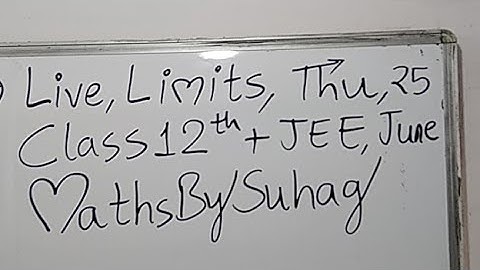 Live, Limits, Thu, 25
Class 12th + JEE, June
MathsBySuhag